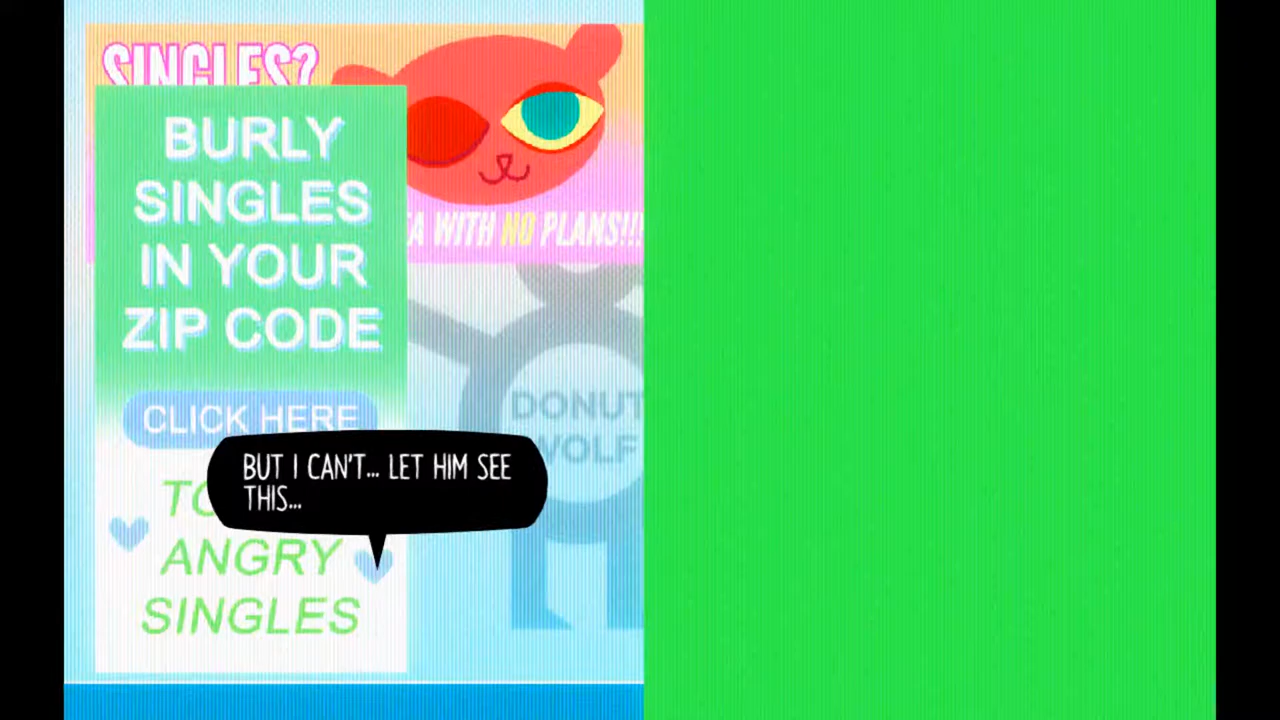 SINGLES?
BURLY
SINGLES
IN YOUR
ZIP CODE
WITH NO PLANS!!!
CLICK HERE
DONUT
WOLF
BUT I CAN'T... LET HIM SEE
THIS...
ANGRY
SINGLES